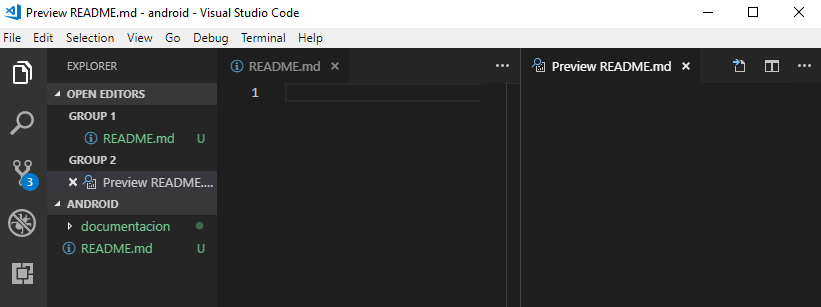 Preview README.md - android - Visual Studio Code
File Edit Selection View Go Debug Terminal Help
EXPLORER
OPEN EDITORS
GROUP 1
README.md U
GROUP 2
Preview README....
ANDROID
documentacion
README.md U
3
README.md
1
Preview README.md